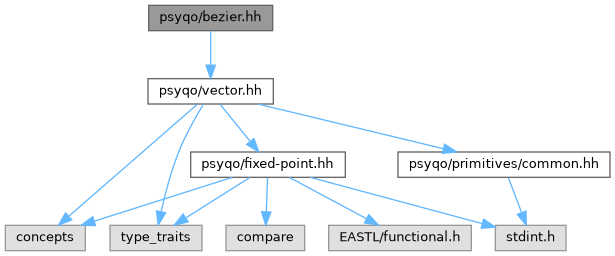 psyqo/bezier.hh
psyqo/vector.hh
psyqo/fixed-point.hh
psyqo/primitives/common.hh
concepts
type_traits
compare
EASTL/functional.h
stdint.h